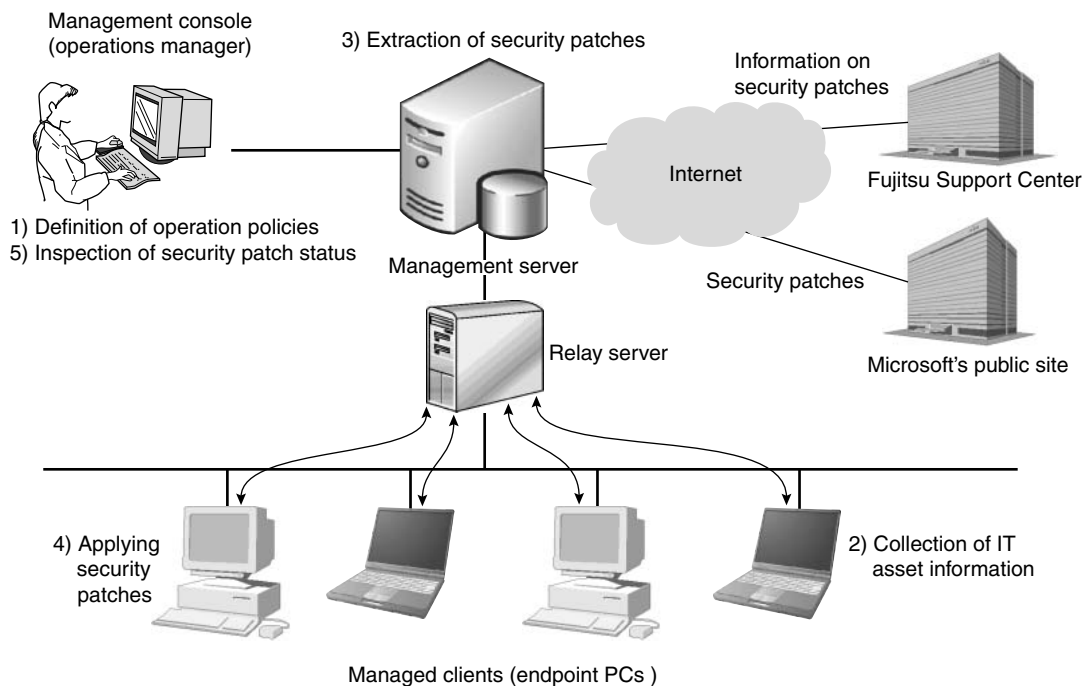 Management console
(operations manager)
3) Extraction of security patches
Information on
security patches
Internet
Fujitsu Support Center
1) Definition of operation policies
5) Inspection of security patch status
Management server
Security patches
Relay server
Microsoft's public site
4) Applying
security
patches
2) Collection of IT
asset information
Managed clients (endpoint PCs )